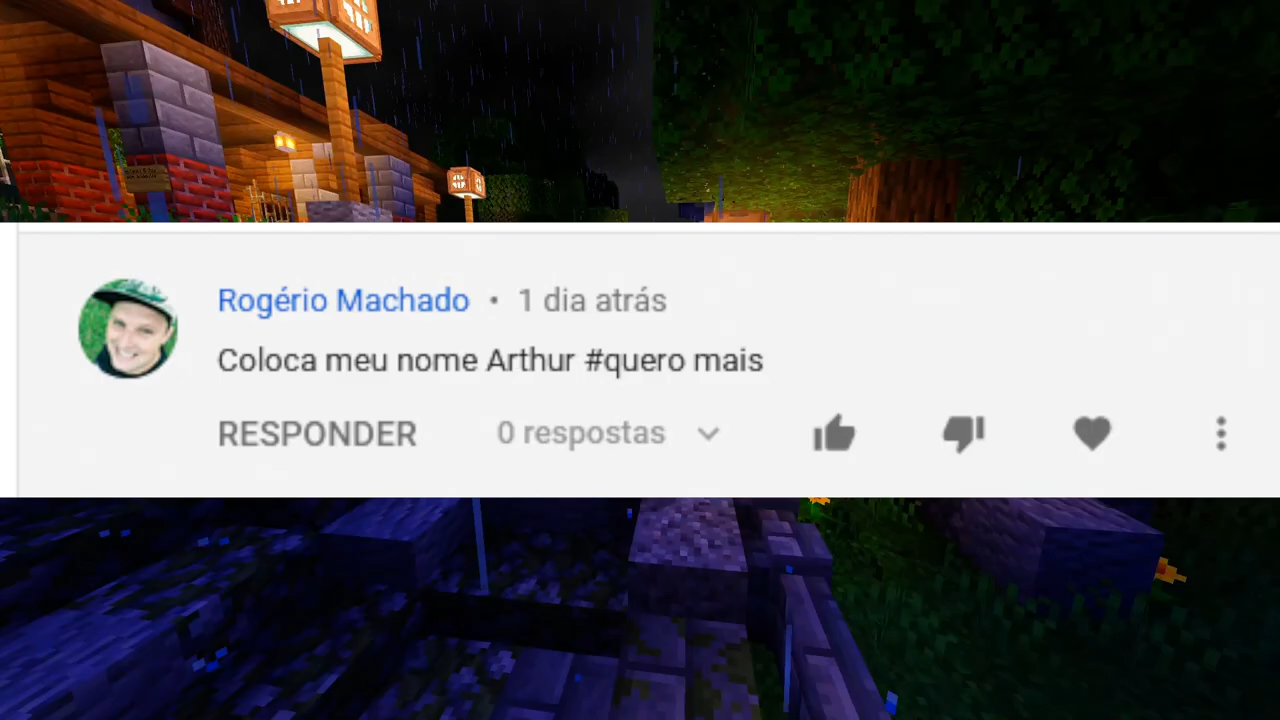 Rogério Machado • 1 dia atrás
Coloca meu nome Arthur #quero mais
RESPONDER 0 respostas